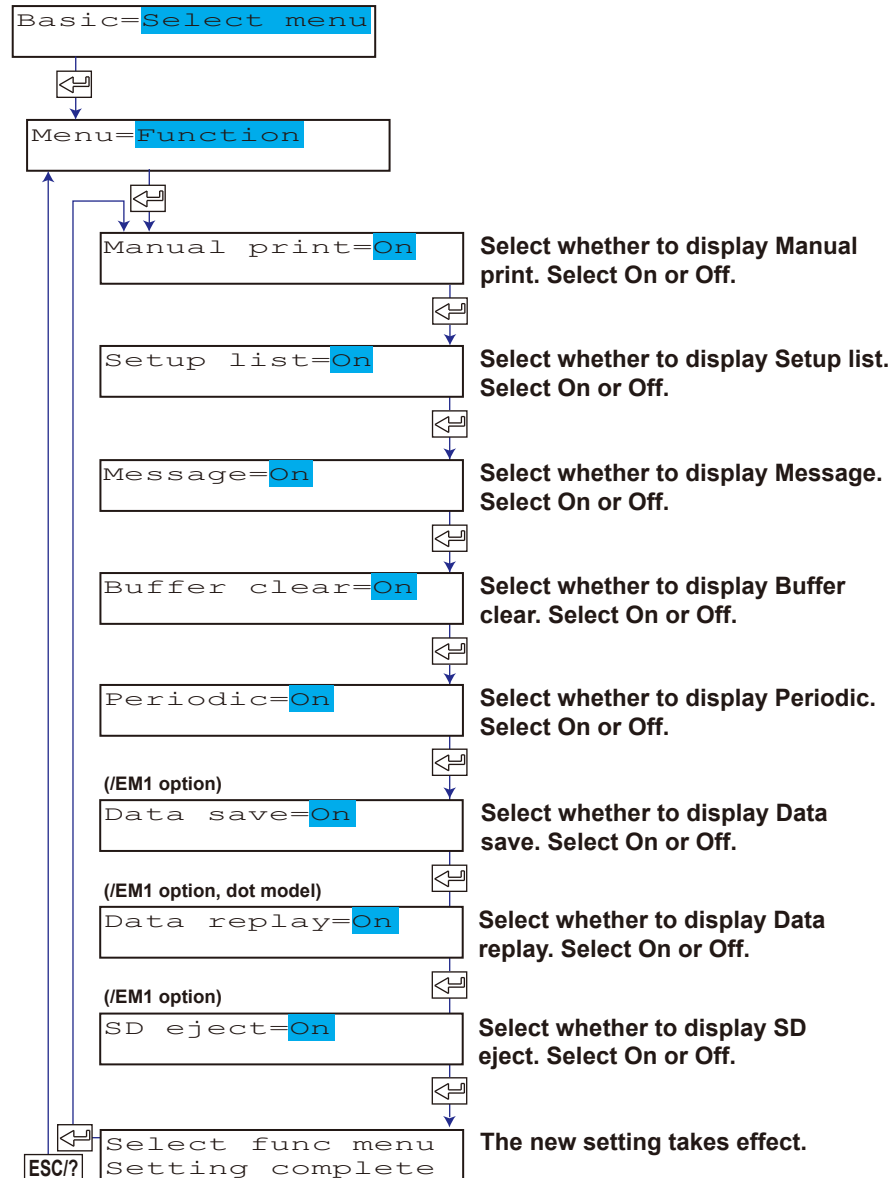 Basic=Select menu
Menu=Function
Manual print=On
Select whether to display Manual
print. Select On or Off.
Setup list=On
Select whether to display Setup list.
Select On or Off.
Message=On
Select whether to display Message.
Select On or Off.
Buffer clear=On
Select whether to display Buffer
clear. Select On or Off.
Periodic=On
Select whether to display Periodic.
Select On or Off.
(/EM1 option)
Data save=On
Select whether to display Data
save. Select On or Off.
(/EM1 option, dot model)
Data replay=On
Select whether to display Data
replay. Select On or Off.
(/EM1 option)
SD eject=On
Select whether to display SD
eject. Select On or Off.
Select func menu
Setting complete
The new setting takes effect.
ESC/?